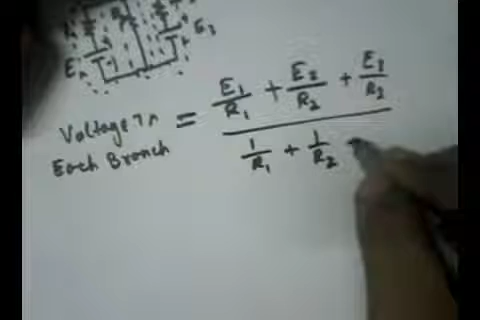 E₃
E₁
Voltage In
Each Branch
= E₁/R₁ + E₂/R₂ + E₃/R₃
1/R₁ + 1/R₂